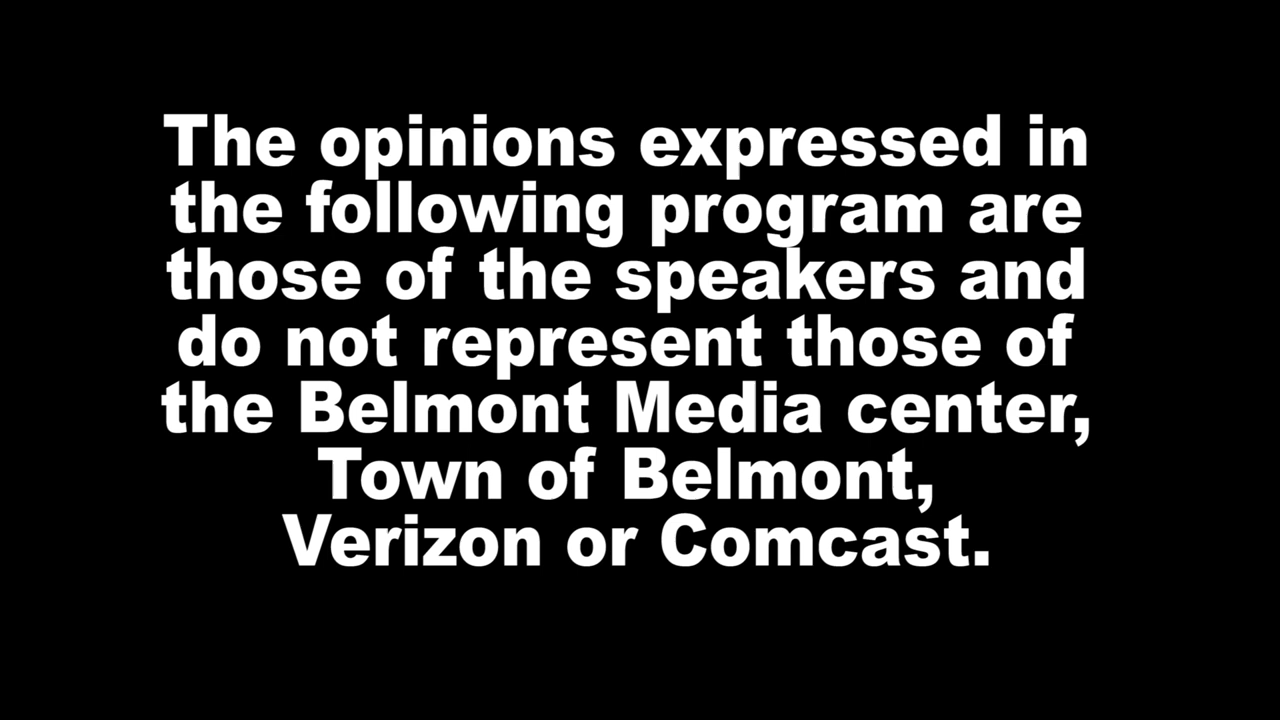 The opinions expressed in
the following program are
those of the speakers and
do not represent those of
the Belmont Media center,
Town of Belmont,
Verizon or Comcast.